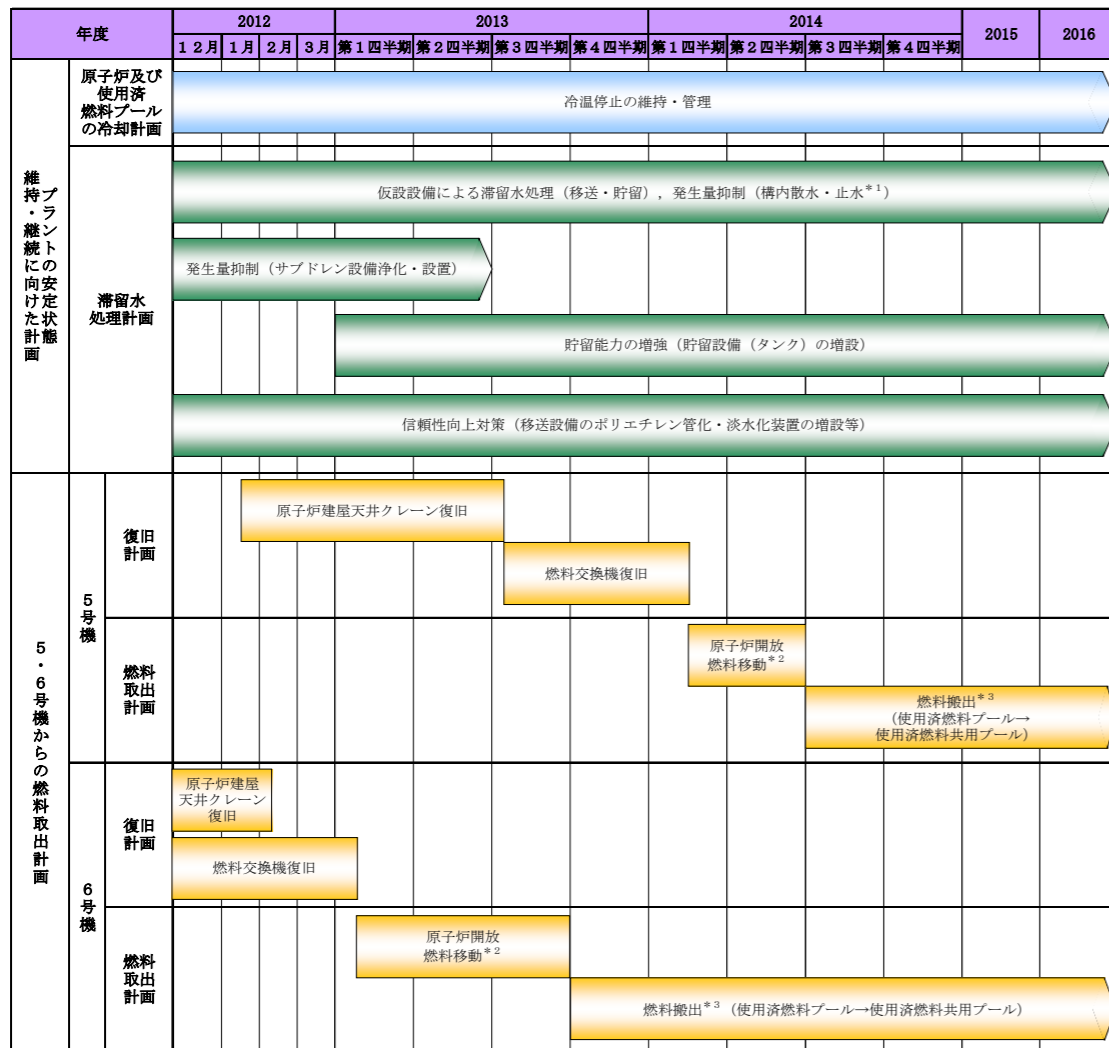 年度
2012
2013
2014
2015
2016
１２月
１月
２月
３月
第１四半期
第２四半期
第３四半期
第４四半期
第１四半期
第２四半期
第３四半期
第４四半期
プラントの安定状態
維持・継続に向けた計画
原子炉及び
使用済
燃料プール
の冷却計画
冷温停止の維持・管理
滞留水
処理計画
仮設設備による滞留水処理（移送・貯留），発生量抑制（構内散水・止水＊１）
発生量抑制（サブドレン設備浄化・設置）
貯留能力の増強（貯留設備（タンク）の増設）
信頼性向上対策（移送設備のポリエチレン管化・淡水化装置の増設等）
５・６号機からの燃料取出計画
５号機
復旧
計画
原子炉建屋天井クレーン復旧
燃料交換機復旧
燃料
取出
計画
原子炉開放
燃料移動＊２
燃料搬出＊３
（使用済燃料プール→
使用済燃料共用プール）
６号機
復旧
計画
原子炉建屋
天井クレーン
復旧
燃料交換機復旧
燃料
取出
計画
原子炉開放
燃料移動＊２
燃料搬出＊３（使用済燃料プール→使用済燃料共用プール）